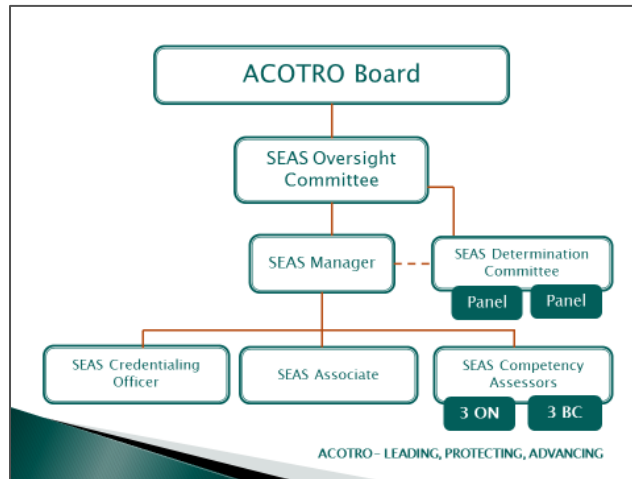 ACOTRO Board
SEAS Oversight
Committee
SEAS Manager
SEAS Determination
Committee
Panel
Panel
SEAS Credentialing
Officer
SEAS Associate
SEAS Competency
Assessors
3 ON
3 BC
ACOTRO– LEADING, PROTECTING, ADVANCING